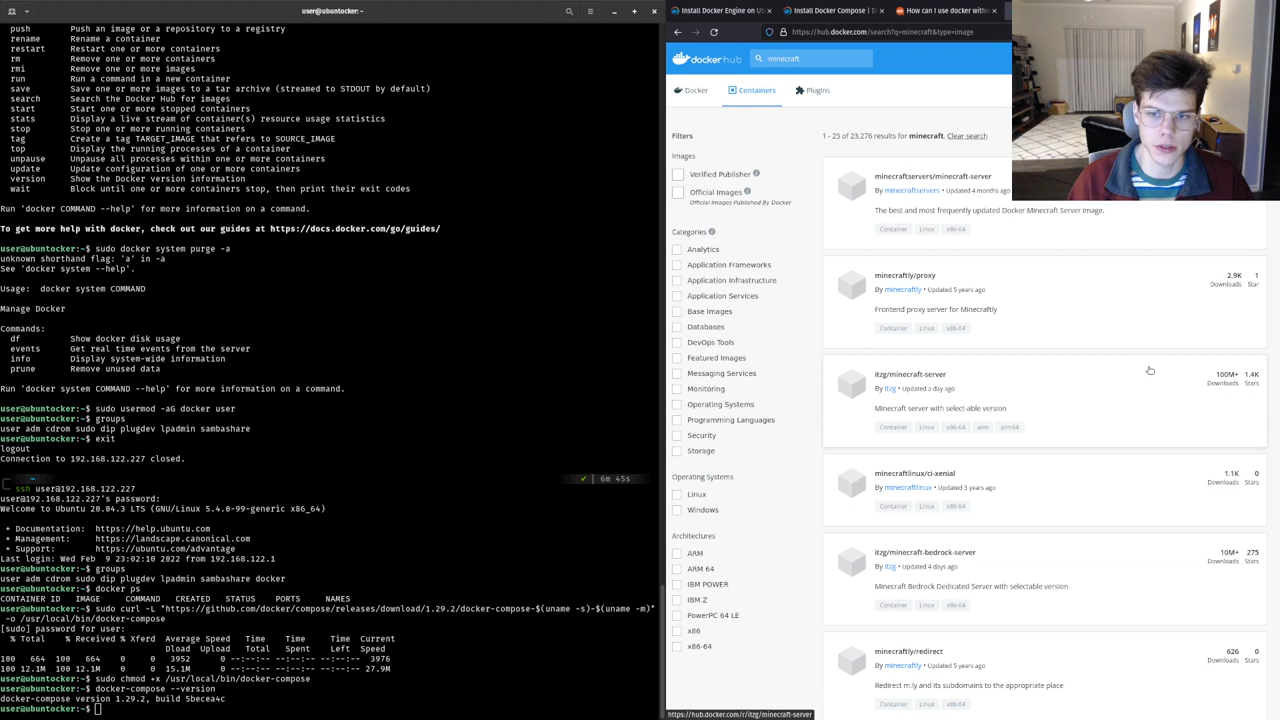 user@ubuntocker: ~
push Push an image or a repository to a registry
rename Rename a container
restart Restart one or more containers
rm Remove one or more containers
rmi Remove one or more images
run Run a command in a new container
save Save one or more images to a tar archive (streamed to STDOUT by default)
search Search the Docker Hub for images
start Start one or more stopped containers
stats Display a live stream of container(s) resource usage statistics
stop Stop one or more running containers
tag Create a tag TARGET_IMAGE that refers to SOURCE_IMAGE
top Display the running processes of a container
unpause Unpause all processes within one or more containers
update Update configuration of one or more containers
version Show the Docker version information
wait Block until one or more containers stop, then print their exit codes
Run 'docker COMMAND --help' for more information on a command.
To get more help with docker, check out our guides at https://docs.docker.com/go/guides/
user@ubuntocker:~$ sudo docker system purge -a
unknown shorthand flag: 'a' in -a
See 'docker system --help'.
Usage: docker system COMMAND
Manage Docker
Commands:
df Show docker disk usage
events Get real time events from the server
info Display system-wide information
prune Remove unused data
Run 'docker system COMMAND --help' for more information on a command.
user@ubuntocker:~$ sudo usermod -aG docker user
user@ubuntocker:~$ groups
user adm cdrom sudo dip plugdev lpadmin sambashare
user@ubuntocker:~$ exit
logout
Connection to 192.168.122.227 closed.
~ ✔ 6m 45s
ssh user@192.168.122.227
user@192.168.122.227's password:
Welcome to Ubuntu 20.04.3 LTS (GNU/Linux 5.4.0-99-generic x86_64)
* Documentation: https://help.ubuntu.com
* Management: https://landscape.canonical.com
* Support: https://ubuntu.com/advantage
Last login: Wed Feb 9 23:02:10 2022 from 192.168.122.1
user@ubuntocker:~$ groups
user adm cdrom sudo dip plugdev lpadmin sambashare docker
user@ubuntocker:~$ docker ps
CONTAINER ID IMAGE COMMAND CREATED STATUS PORTS NAMES
user@ubuntocker:~$ sudo curl -L "https://github.com/docker/compose/releases/download/1.29.2/docker-compose-$(uname -s)-$(uname -m)"
-o /usr/local/bin/docker-compose
[sudo] password for user:
% Total % Received % Xferd Average Speed Time Time Time Current
Dload Upload Total Spent Left Speed
100 664 100 664 0 0 3952 0 --:--:-- --:--:-- --:--:-- 3976
100 12.1M 100 12.1M 0 0 15.1M 0 --:--:-- --:--:-- --:--:-- 27.9M
user@ubuntocker:~$ sudo chmod +x /usr/local/bin/docker-compose
user@ubuntocker:~$ docker-compose --version
docker-compose version 1.29.2, build 5becea4c
user@ubuntocker:~$
Install Docker Engine on Ub
Install Docker Compose | D
How can I use docker witho
https://hub.docker.com/search?q=minecraft&type=image
dockerhub
minecraft
Docker
Containers
Plugins
Filters
Images
Verified Publisher
Official Images
Official Images Published By Docker
Categories
Analytics
Application Frameworks
Application Infrastructure
Application Services
Base Images
Databases
DevOps Tools
Featured Images
Messaging Services
Monitoring
Operating Systems
Programming Languages
Security
Storage
Operating Systems
Linux
Windows
Architectures
ARM
ARM 64
IBM POWER
IBM Z
PowerPC 64 LE
x86
x86-64
https://hub.docker.com/r/itzg/minecraft-server
1 - 25 of 23,276 results for minecraft. Clear search
minecraftservers/minecraft-server
By minecraftservers • Updated 4 months ago
The best and most frequently updated Docker Minecraft Server Image.
Container Linux x86-64
minecraftly/proxy 2.9K 1
By minecraftly • Updated 5 years ago Downloads Star
Frontend proxy server for Minecraftly
Container Linux x86-64
itzg/minecraft-server 100M+ 1.4K
By itzg • Updated a day ago Downloads Stars
Minecraft server with select-able version
Container Linux x86-64 arm arm64
minecraftlinux/ci-xenial 1.1K 0
By minecraftlinux • Updated 3 years ago Downloads Stars
Container Linux x86-64
itzg/minecraft-bedrock-server 10M+ 275
By itzg • Updated 4 days ago Downloads Stars
Minecraft Bedrock Dedicated Server with selectable version
Container Linux x86-64
minecraftly/redirect 626 0
By minecraftly • Updated 5 years ago Downloads Stars
Redirect m.ly and its subdomains to the appropriate place
Container Linux x86-64